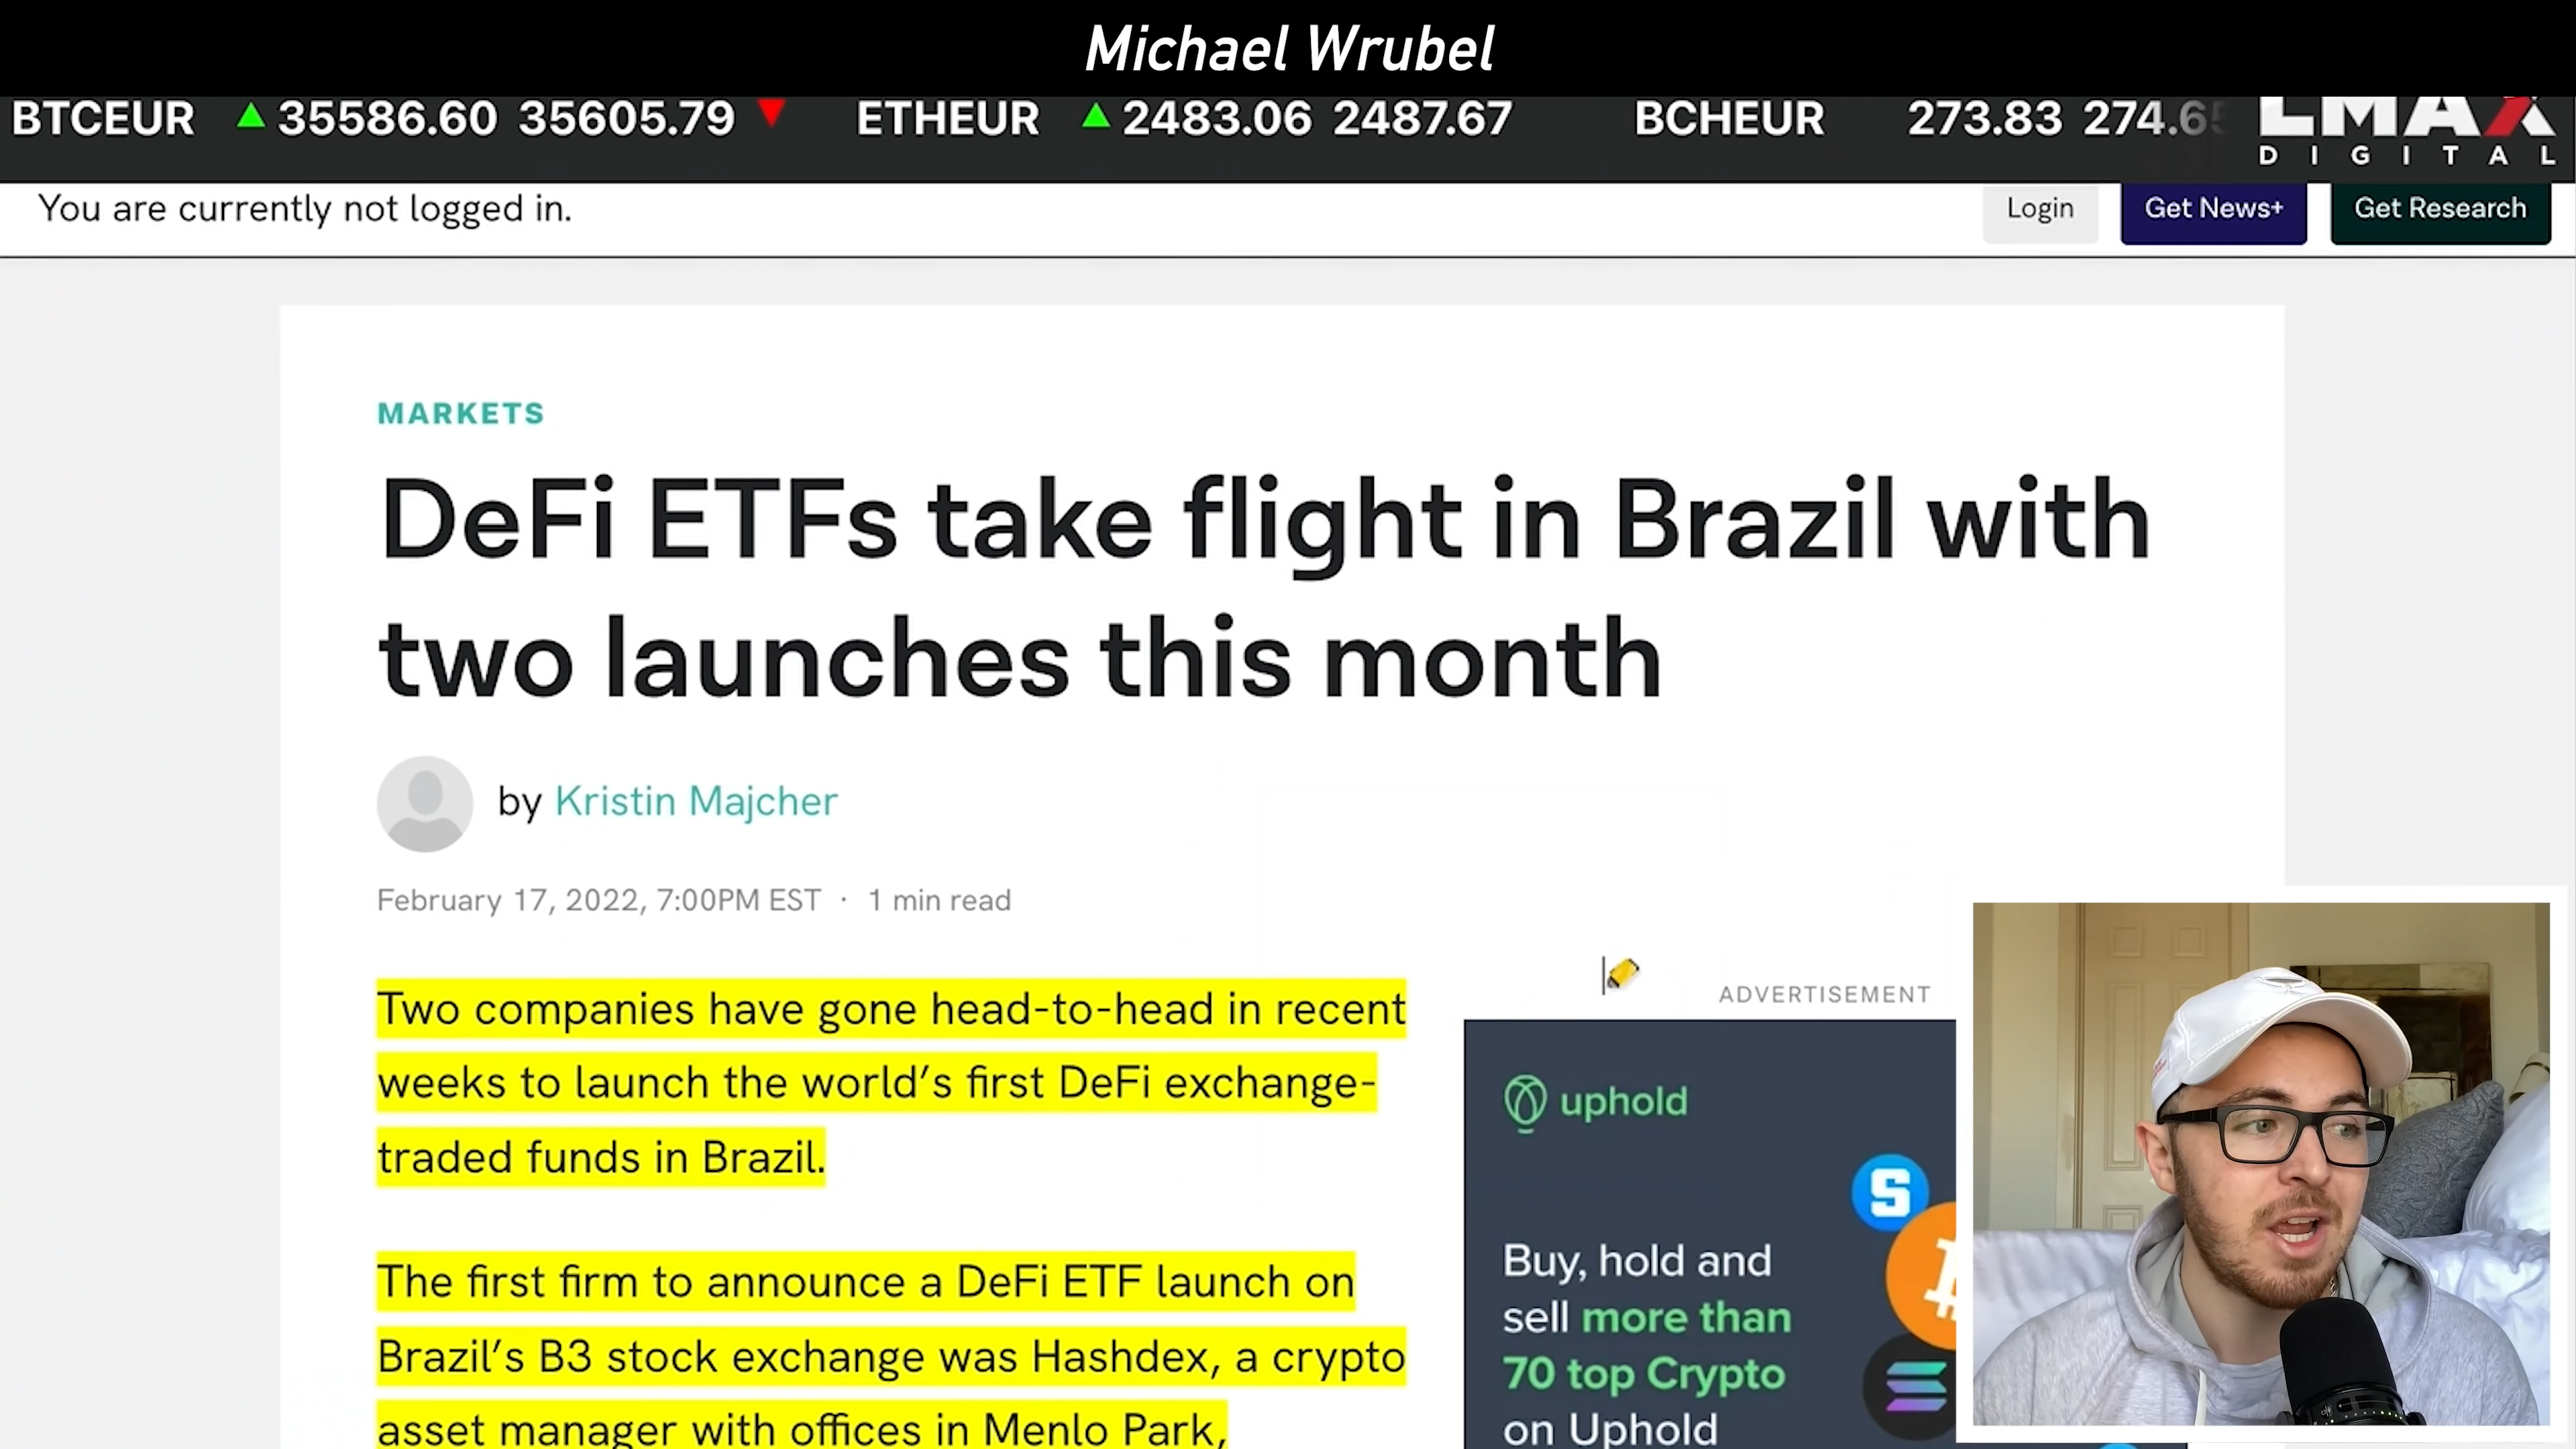 Michael Wrubel
BTCEUR ▲ 35586.60 35605.79 ▼ ETHEUR ▲ 2483.06 2487.67 BCHEUR 273.83 274.65
LMAX
DIGITAL
You are currently not logged in.
Login
Get News+
Get Research
MARKETS
DeFi ETFs take flight in Brazil with
two launches this month
by Kristin Majcher
February 17, 2022, 7:00PM EST · 1 min read
Two companies have gone head-to-head in recent
weeks to launch the world's first DeFi exchange-
traded funds in Brazil.
The first firm to announce a DeFi ETF launch on
Brazil's B3 stock exchange was Hashdex, a crypto
asset manager with offices in Menlo Park,
ADVERTISEMENT
uphold
Buy, hold and
sell more than
70 top Crypto
on Uphold